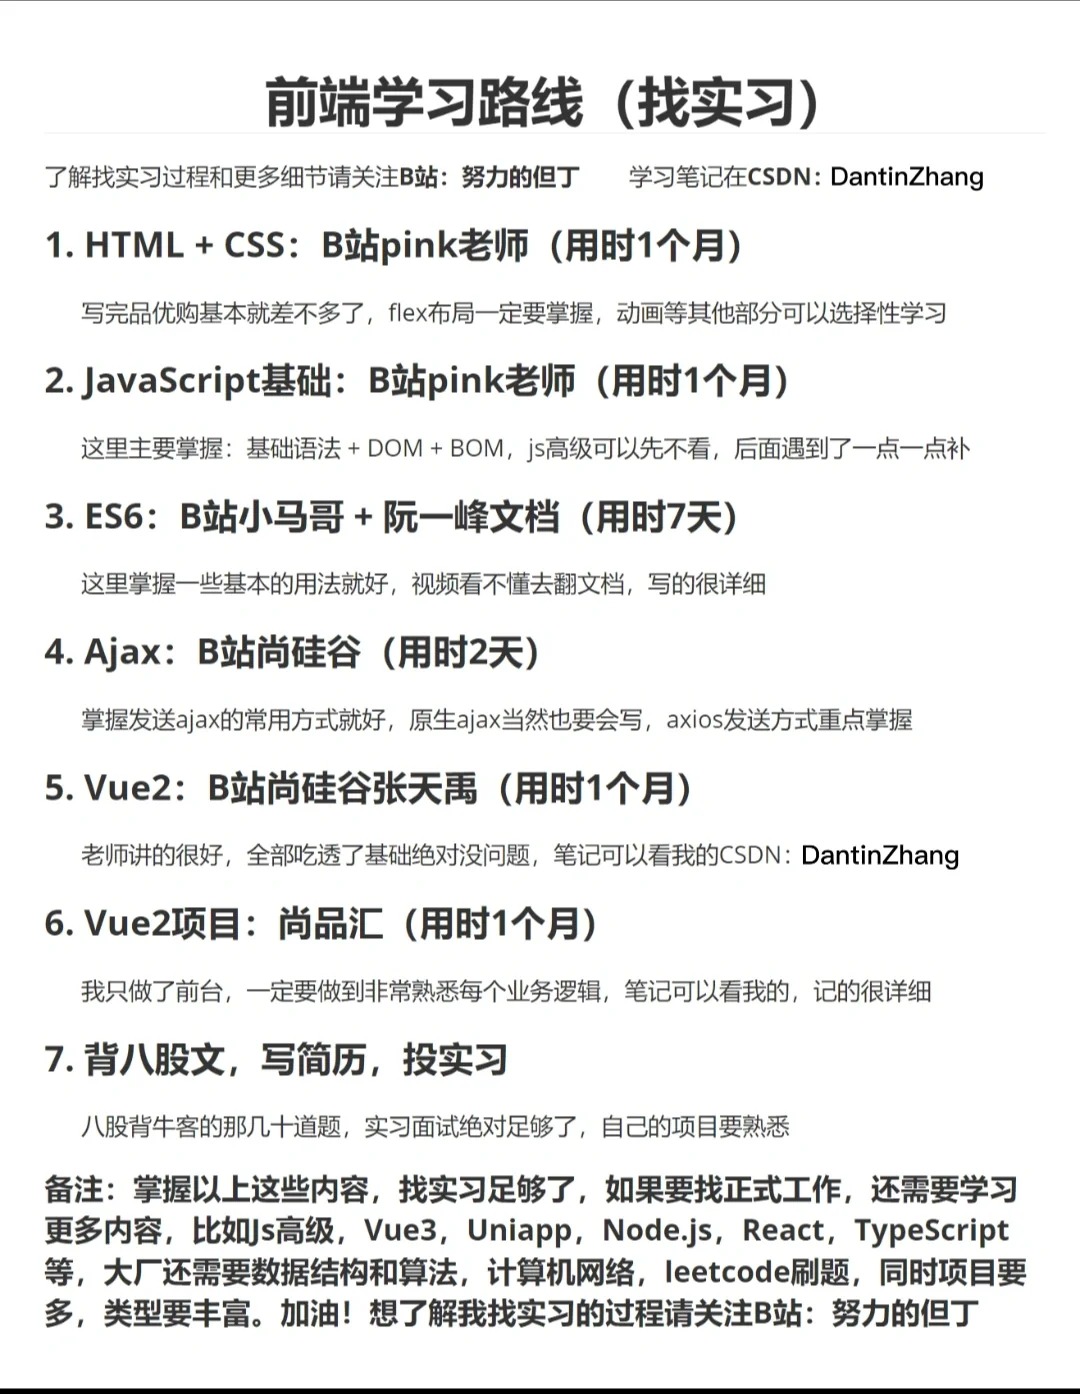 前端学习路线（找实习）
了解找实习过程和更多细节请关注B站：努力的但丁 学习笔记在CSDN：DantinZhang
1. HTML + CSS：B站pink老师（用时1个月）
写完品优购基本就差不多了，flex布局一定要掌握，动画等其他部分可以选择性学习
2. JavaScript基础：B站pink老师（用时1个月）
这里主要掌握：基础语法 + DOM + BOM，js高级可以先不看，后面遇到了一点一点补
3. ES6：B站小马哥 + 阮一峰文档（用时7天）
这里掌握一些基本的用法就好，视频看不懂去翻文档，写的很详细
4. Ajax：B站尚硅谷（用时2天）
掌握发送ajax的常用方式就好，原生ajax当然也要会写，axios发送方式重点掌握
5. Vue2：B站尚硅谷张天禹（用时1个月）
老师讲的很好，全部吃透了基础绝对没问题，笔记可以看我的CSDN：DantinZhang
6. Vue2项目：尚品汇（用时1个月）
我只做了前台，一定要做到非常熟悉每个业务逻辑，笔记可以看我的，记的很详细
7. 背八股文，写简历，投实习
八股背牛客的那几十道题，实习面试绝对足够了，自己的项目要熟悉
备注：掌握以上这些内容，找实习足够了，如果要找正式工作，还需要学习
更多内容，比如Js高级，Vue3，Uniapp，Node.js，React，TypeScript
等，大厂还需要数据结构和算法，计算机网络，leetcode刷题，同时项目要
多，类型要丰富。加油！想了解我找实习的过程请关注B站：努力的但丁